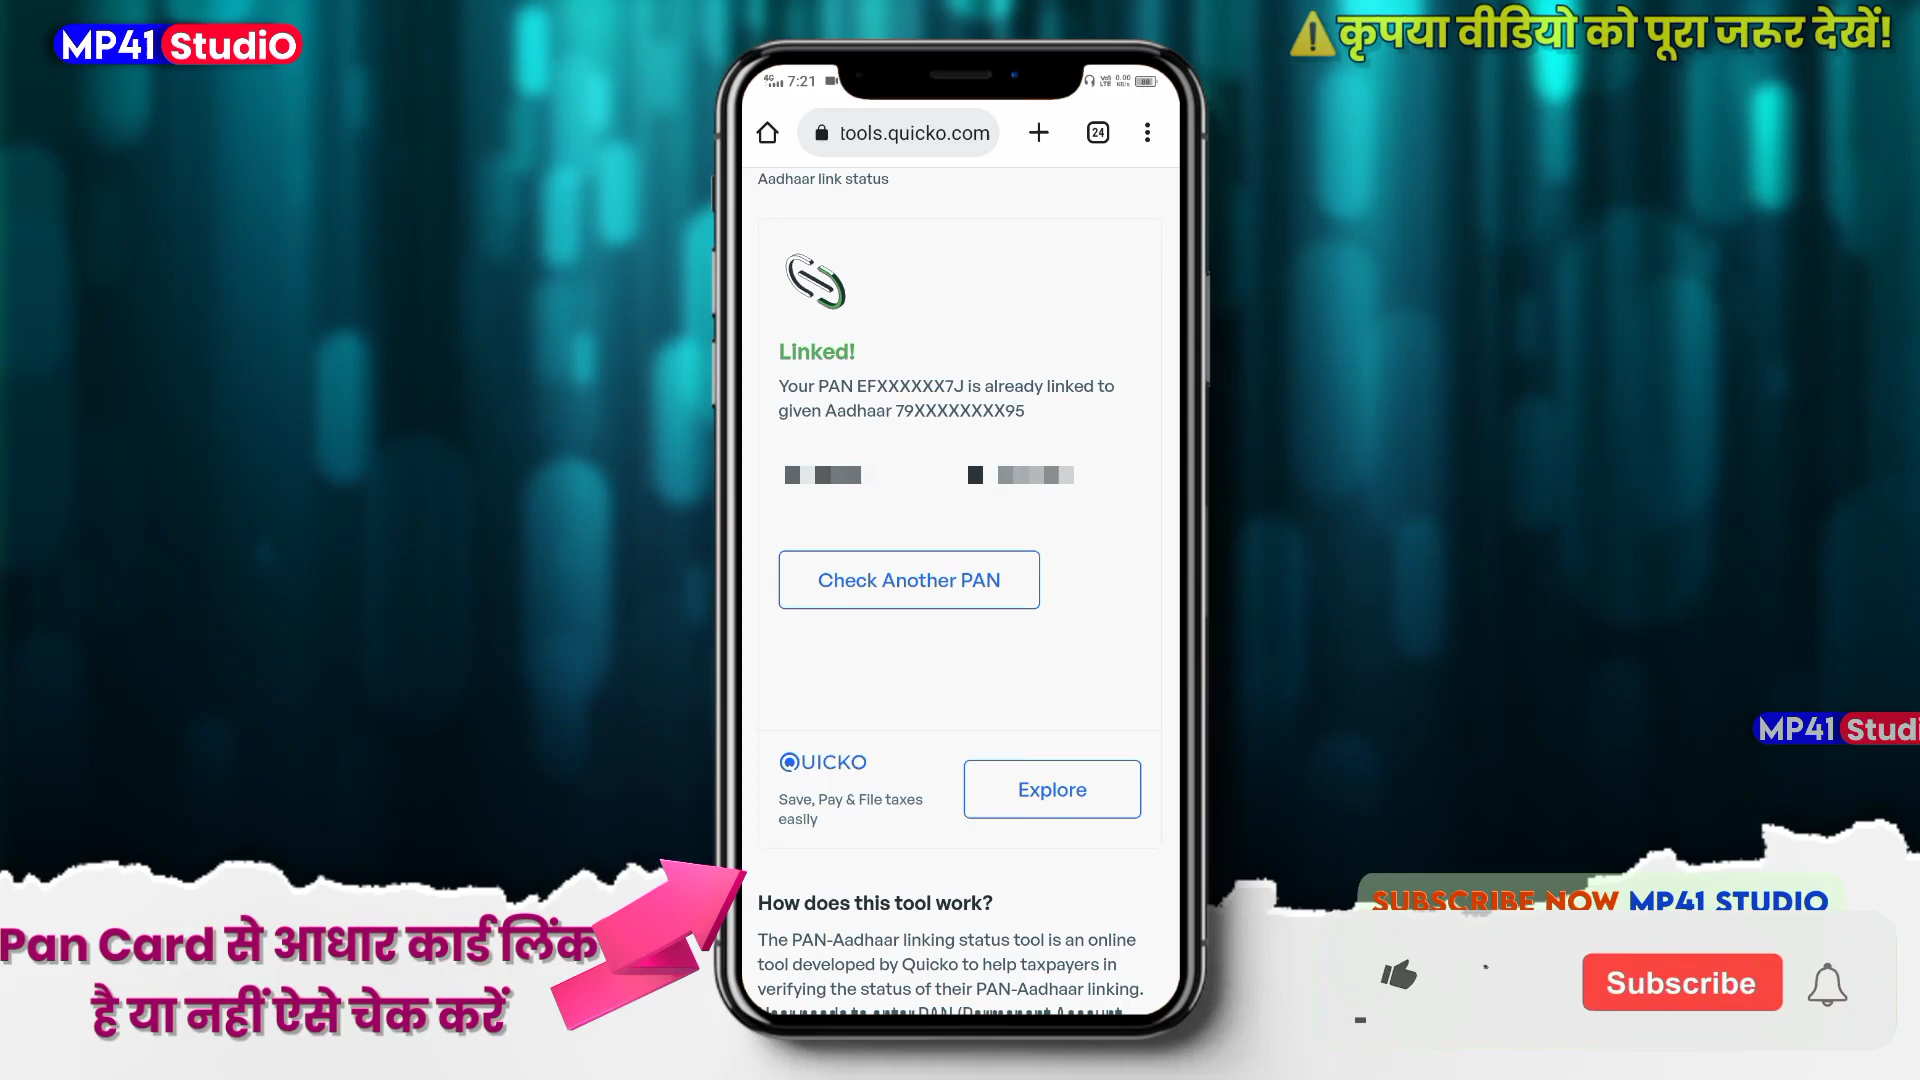 MP41 StudiO
⚠कृपया वीडियो को पूरा जरूर देखें!
4G 7:21
88
tools.quicko.com
24
Aadhaar link status
Linked!
Your PAN EFXXXXXX7J is already linked to
given Aadhaar 79XXXXXXXX95
Check Another PAN
QUICKO
Save, Pay & File taxes
easily
Explore
How does this tool work?
The PAN-Aadhaar linking status tool is an online
tool developed by Quicko to help taxpayers in
verifying the status of their PAN-Aadhaar linking.
MP41 Studi
Pan Card से आधार कार्ड लिंक
है या नहीं ऐसे चेक करें
SUBSCRIBE NOW MP41 STUDIO
Subscribe